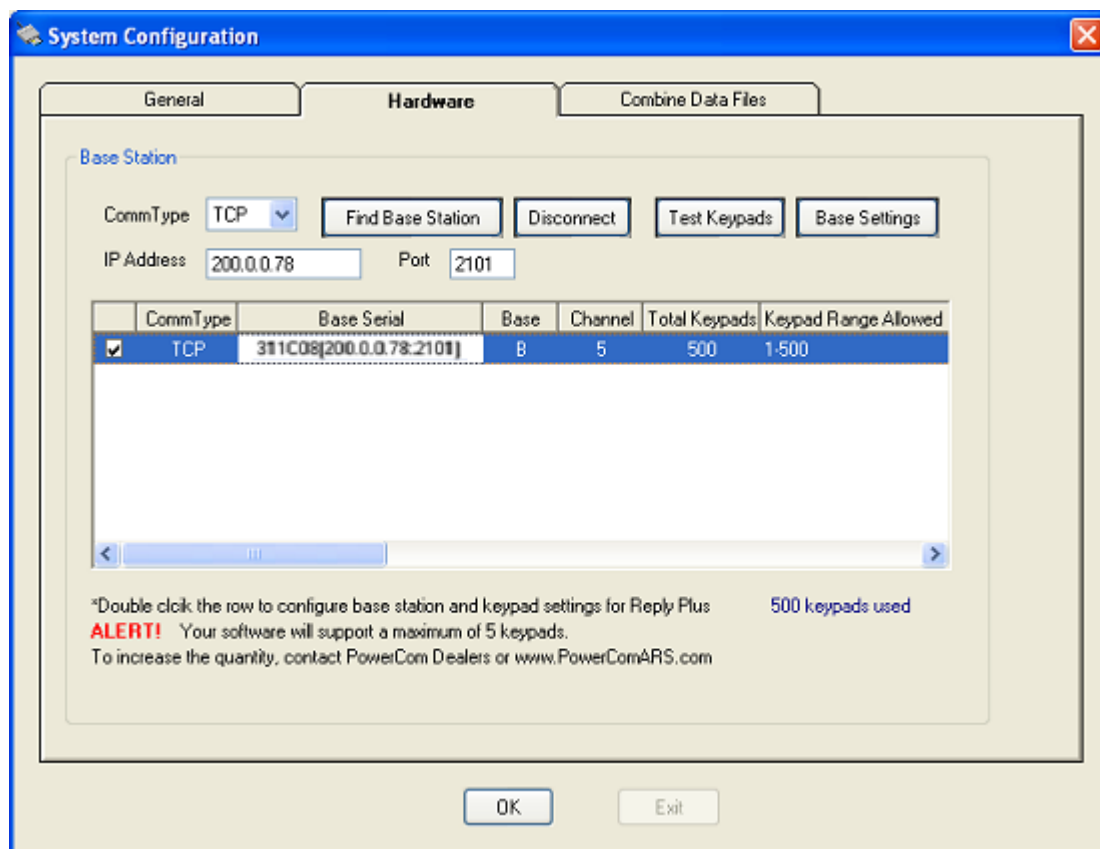 System Configuration
General Hardware Combine Data Files
Base Station
CommType TCP Find Base Station Disconnect Test Keypads Base Settings
IP Address 200.0.0.78 Port 2101
CommType Base Serial Base Channel Total Keypads Keypad Range Allowed
TCP 311C08[200.0.0.78:2101] B 5 500 1-500
*Double clcik the row to configure base station and keypad settings for Reply Plus 500 keypads used
ALERT! Your software will support a maximum of 5 keypads.
To increase the quantity, contact PowerCom Dealers or www.PowerComARS.com
OK Exit